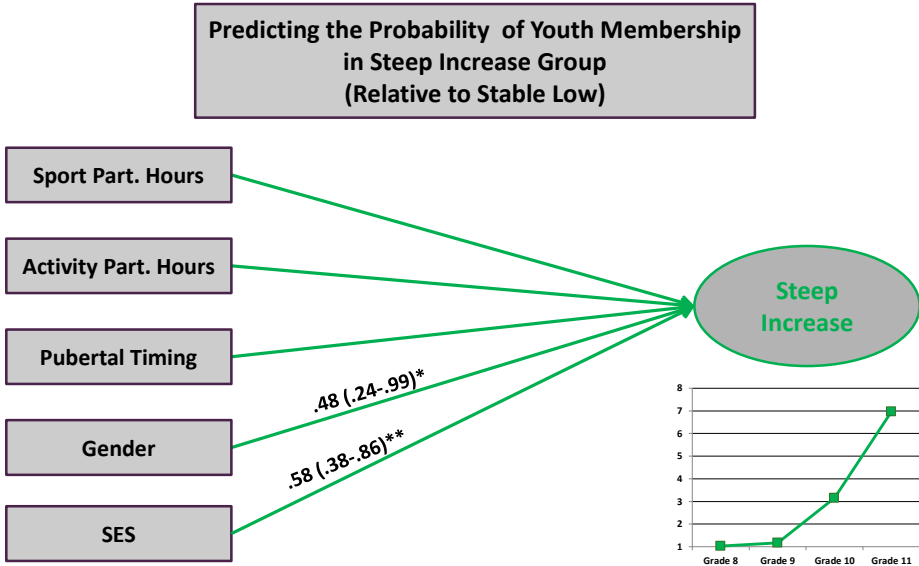 Predicting the Probability of Youth Membership
in Steep Increase Group
(Relative to Stable Low)
Sport Part. Hours
Activity Part. Hours
Pubertal Timing
Gender
SES
.48 (.24-.99)*
.58 (.38-.86)**
Steep
Increase
8
7
6
5
4
3
2
1
Grade 8 Grade 9 Grade 10 Grade 11